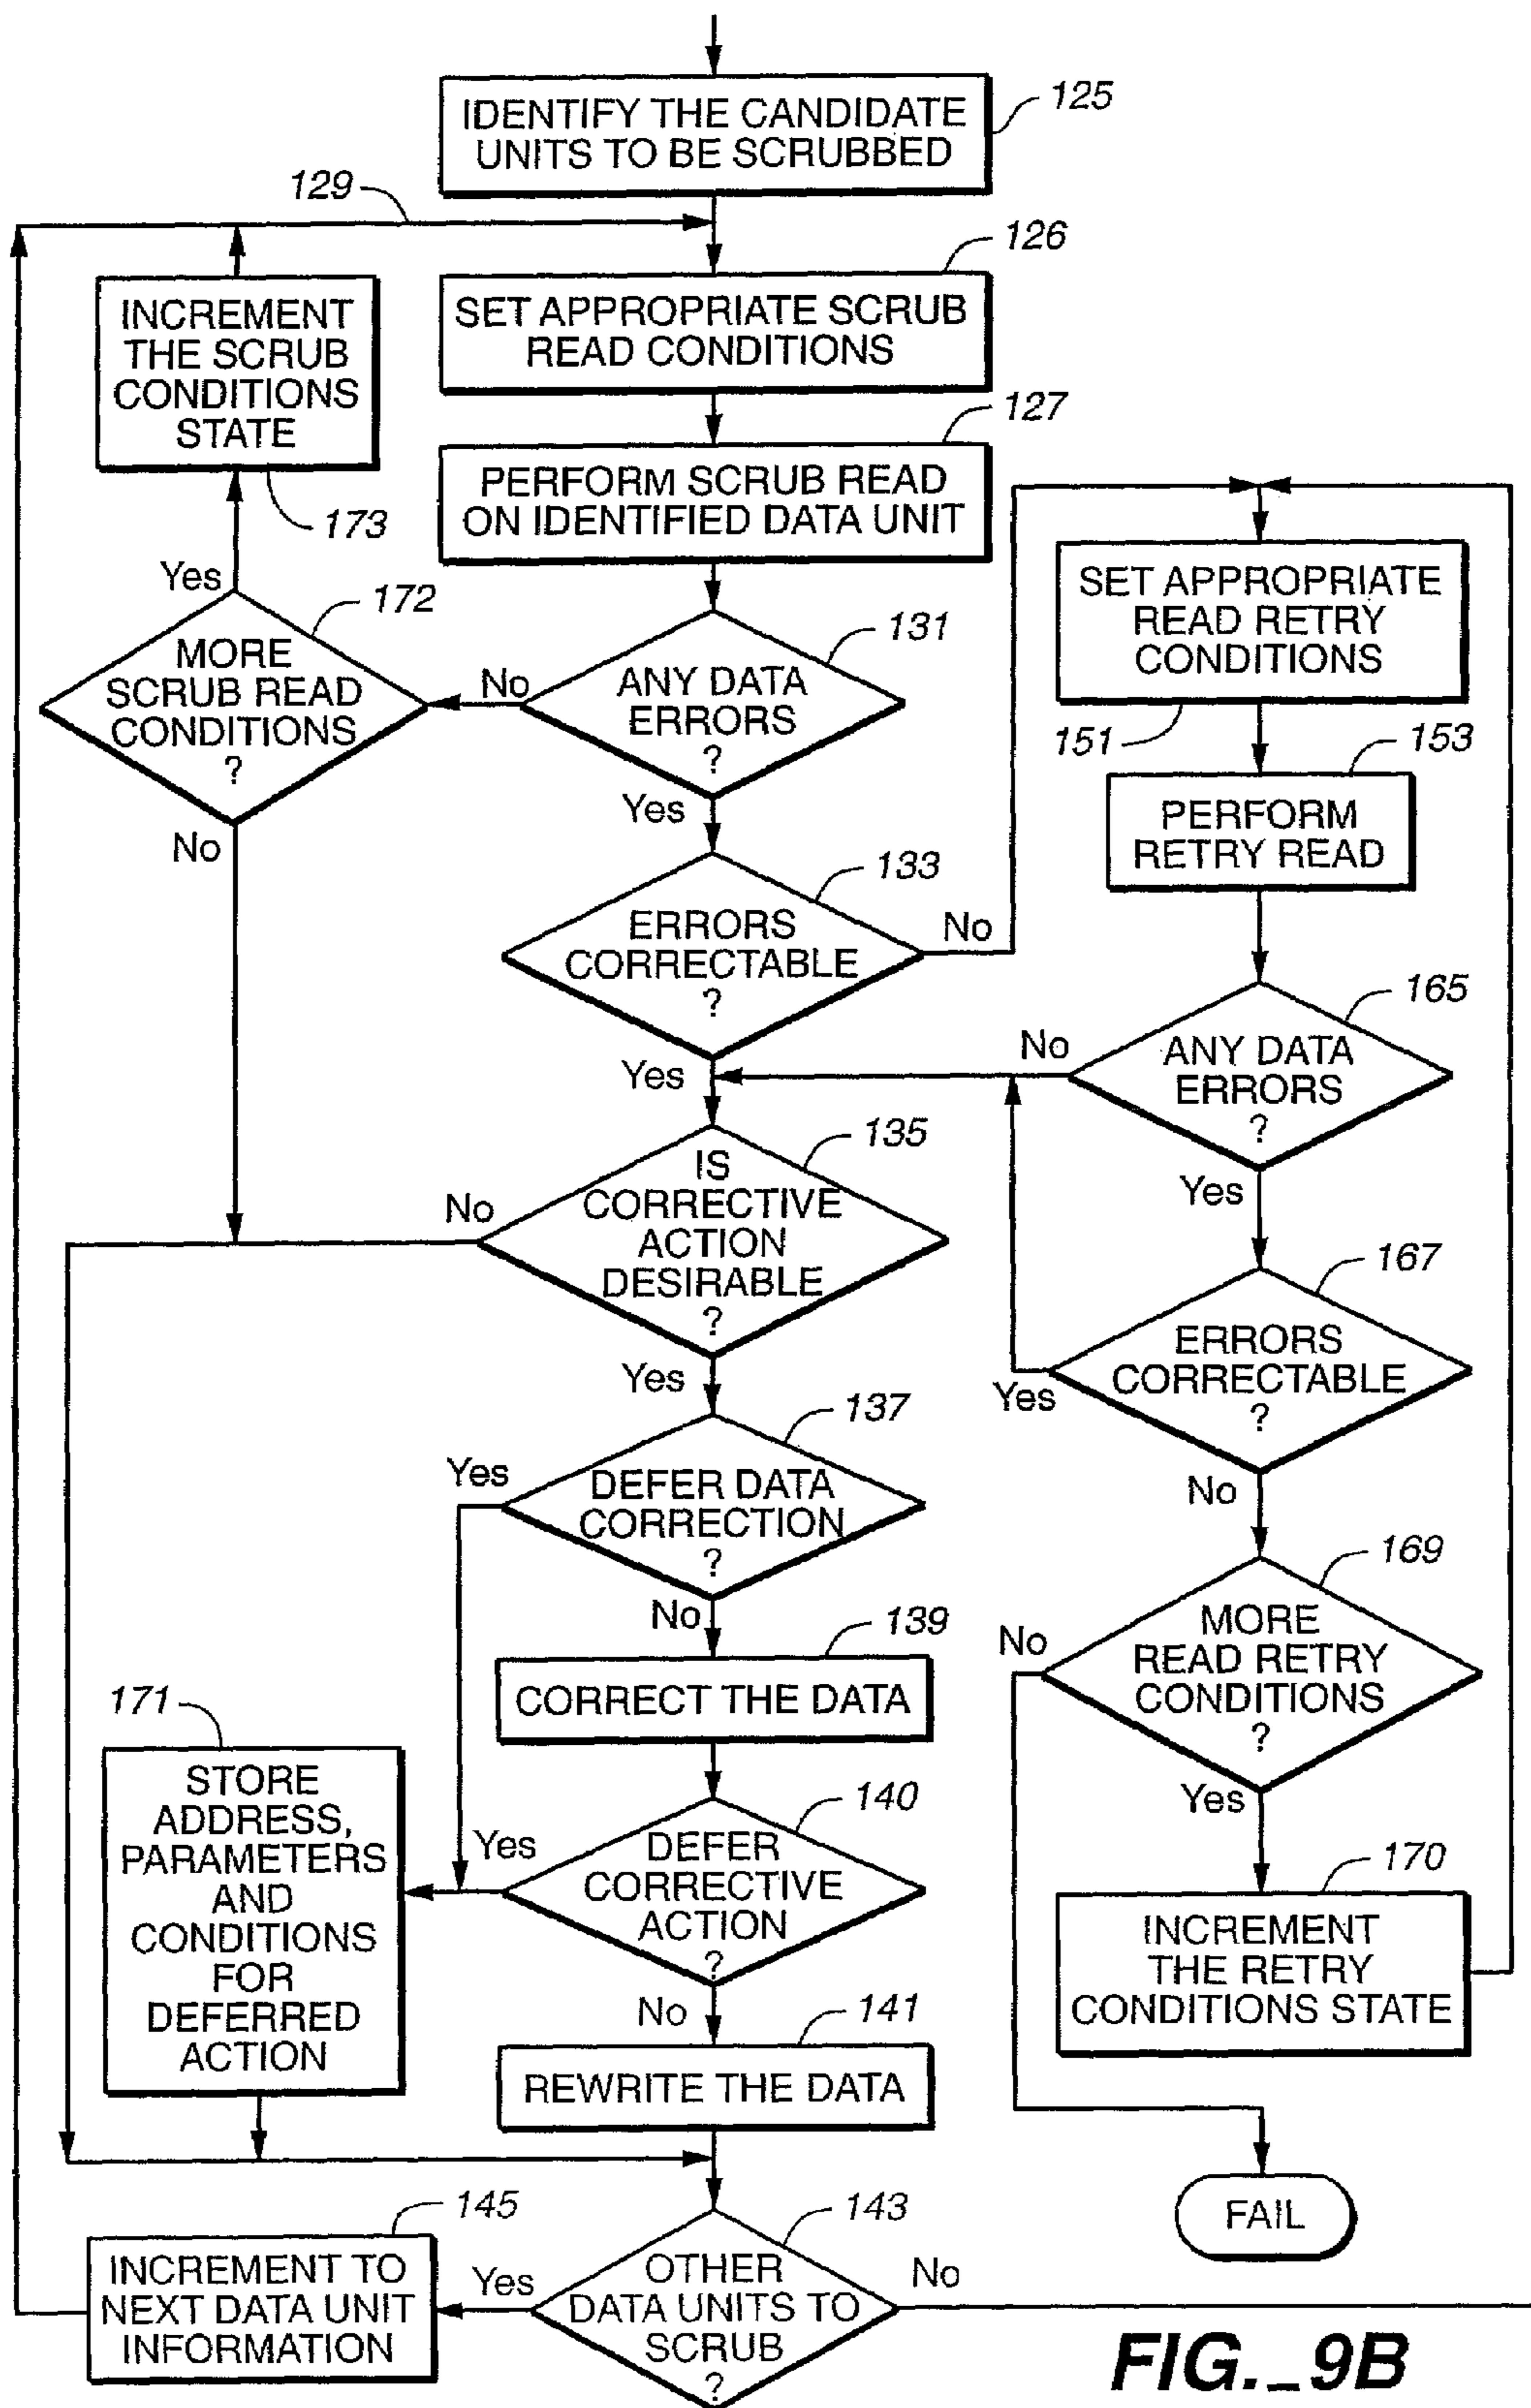 IDENTIFY THE CANDIDATE
UNITS TO BE SCRUBBED
125
129
126
SET APPROPRIATE SCRUB
READ CONDITIONS
INCREMENT
THE SCRUB
CONDITIONS
STATE
173
127
PERFORM SCRUB READ
ON IDENTIFIED DATA UNIT
Yes
172
MORE
SCRUB READ
CONDITIONS
?
No
No
131
ANY DATA
ERRORS
?
Yes
SET APPROPRIATE
READ RETRY
CONDITIONS
151
153
PERFORM
RETRY READ
133
ERRORS
CORRECTABLE
?
No
Yes
165
No
ANY DATA
ERRORS
?
Yes
135
IS
CORRECTIVE
ACTION
DESIRABLE
?
No
Yes
167
ERRORS
CORRECTABLE
?
Yes
No
137
Yes
DEFER DATA
CORRECTION
?
No
169
No
MORE
READ RETRY
CONDITIONS
?
Yes
139
CORRECT THE DATA
171
STORE
ADDRESS,
PARAMETERS
AND
CONDITIONS
FOR
DEFERRED
ACTION
140
Yes
DEFER
CORRECTIVE
ACTION
?
No
170
INCREMENT
THE RETRY
CONDITIONS STATE
141
REWRITE THE DATA
FAIL
145
INCREMENT TO
NEXT DATA UNIT
INFORMATION
143
Yes
OTHER
DATA UNITS TO
SCRUB
?
No
FIG._9B